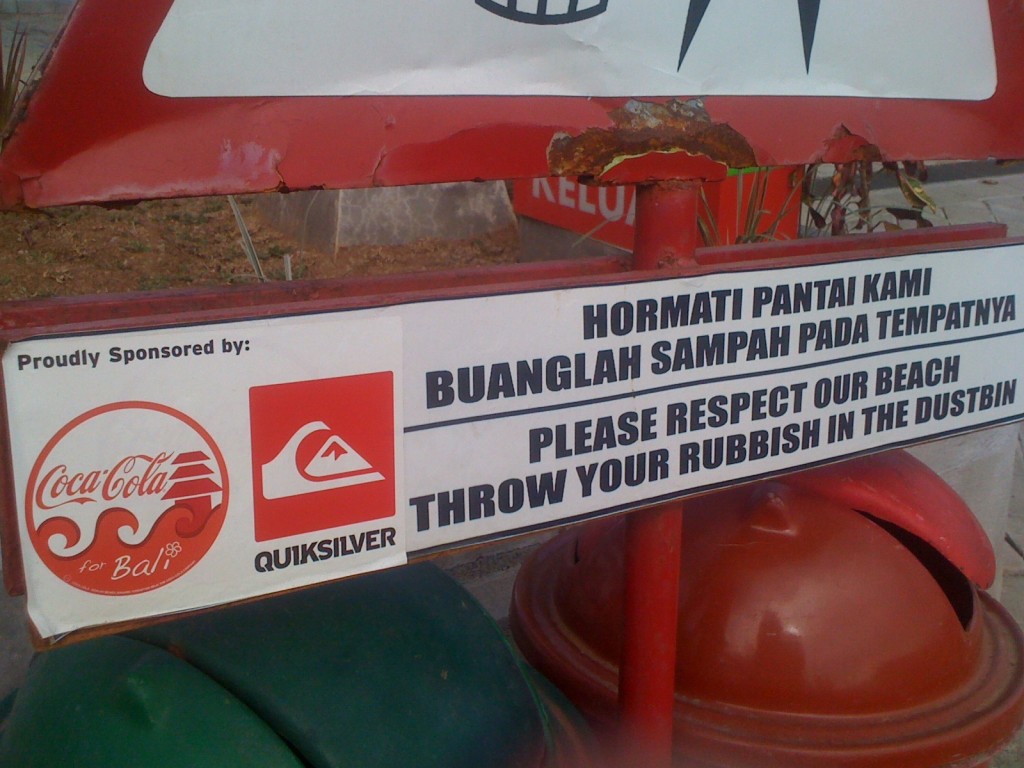 Proudly Sponsored by:
Coca-Cola
for Bali
QUIKSILVER
HORMATI PANTAI KAMI
BUANGLAH SAMPAH PADA TEMPATNYA
PLEASE RESPECT OUR BEACH
THROW YOUR RUBBISH IN THE DUSTBIN